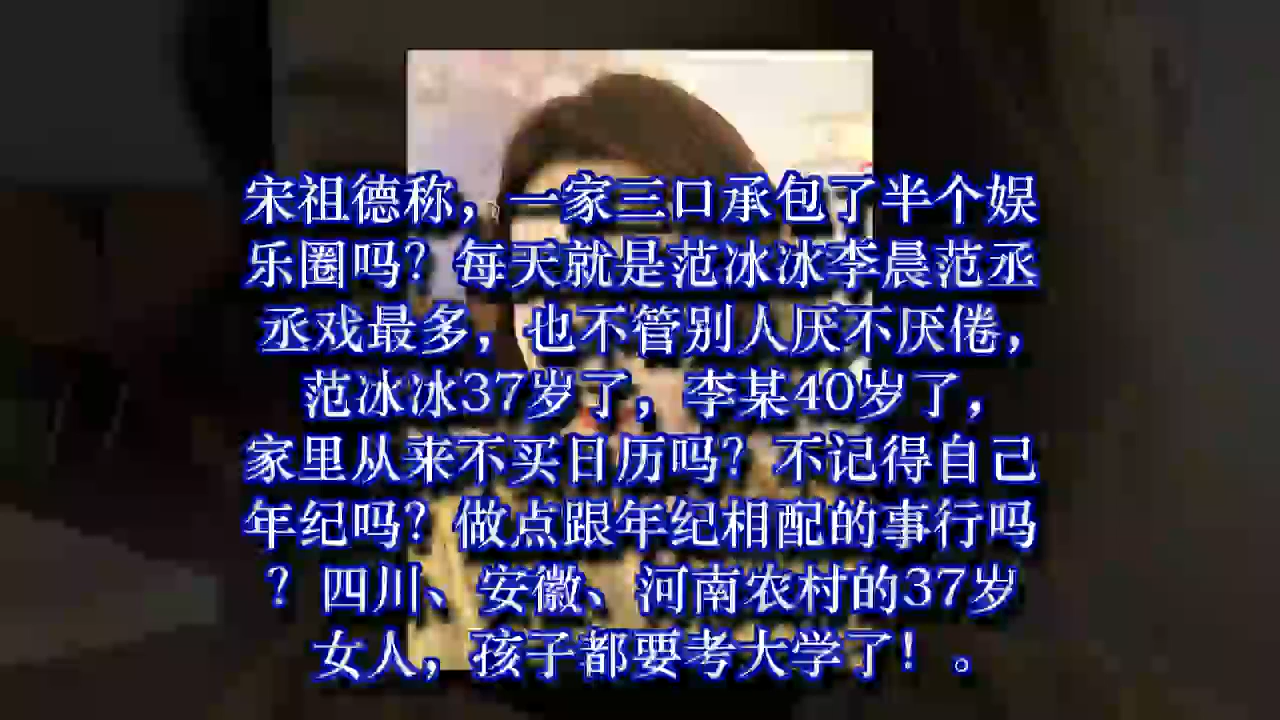 宋祖德称，一家三口承包了半个娱
乐圈吗？每天就是范冰冰李晨范丞
丞戏最多，也不管别人厌不厌倦，
范冰冰37岁了，李某40岁了，
家里从来不买日历吗？不记得自己
年纪吗？做点跟年纪相配的事行吗
？四川、安徽、河南农村的37岁
女人，孩子都要考大学了！。